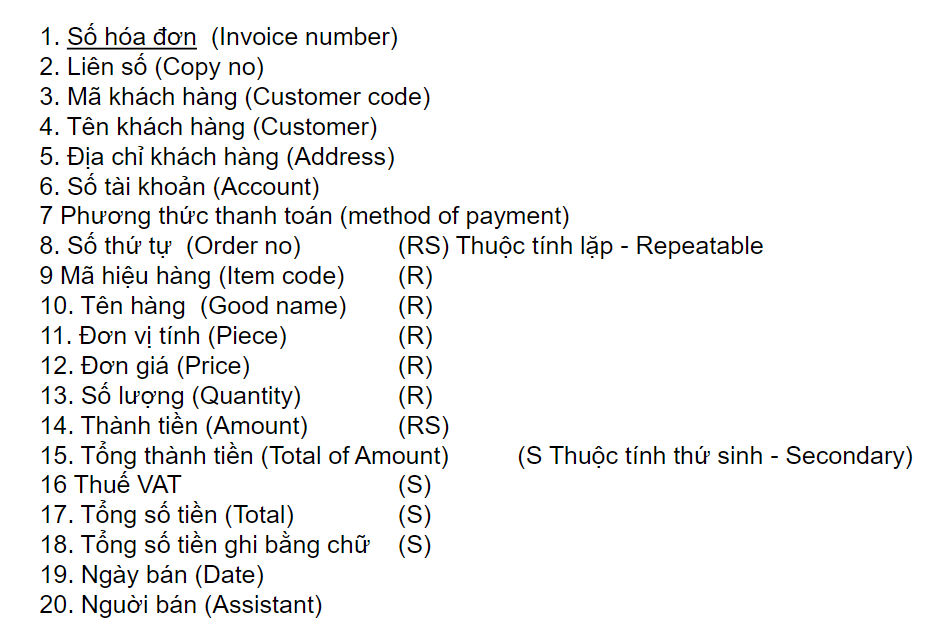 1. Số hóa đơn (Invoice number)
2. Liên số (Copy no)
3. Mã khách hàng (Customer code)
4. Tên khách hàng (Customer)
5. Địa chỉ khách hàng (Address)
6. Số tài khoản (Account)
7 Phương thức thanh toán (method of payment)
8. Số thứ tự (Order no) (RS) Thuộc tính lặp - Repeatable
9 Mã hiệu hàng (Item code) (R)
10. Tên hàng (Good name) (R)
11. Đơn vị tính (Piece) (R)
12. Đơn giá (Price) (R)
13. Số lượng (Quantity) (R)
14. Thành tiền (Amount) (RS)
15. Tổng thành tiền (Total of Amount) (S Thuộc tính thứ sinh - Secondary)
16 Thuế VAT (S)
17. Tổng số tiền (Total) (S)
18. Tổng số tiền ghi bằng chữ (S)
19. Ngày bán (Date)
20. Nguời bán (Assistant)